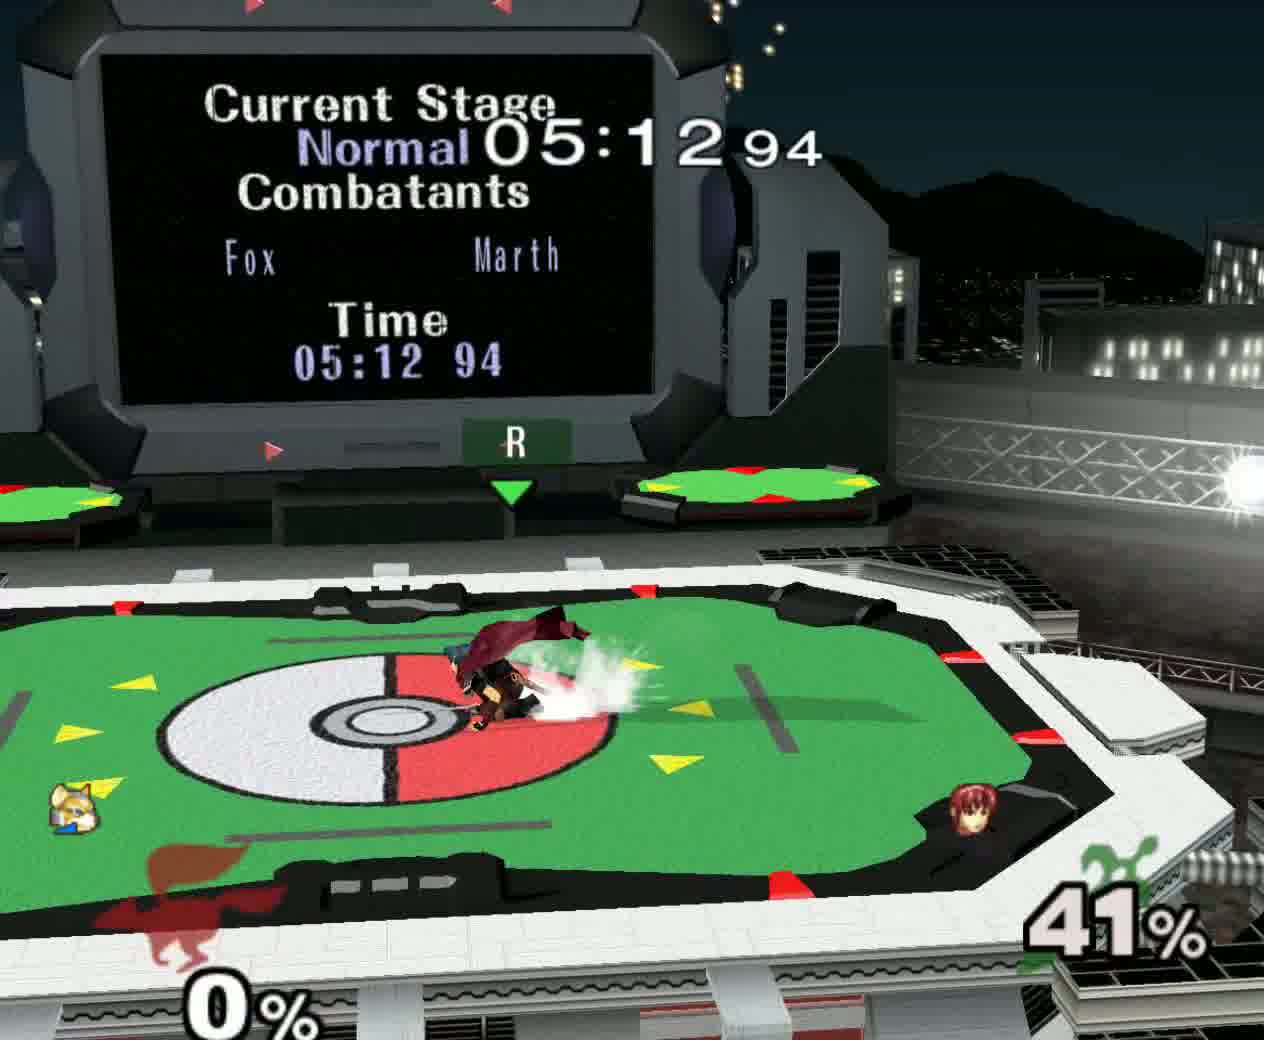 Current Stage
Normal
05:12 94
Combatants
Fox Marth
Time
05:12 94
R
41%
0%